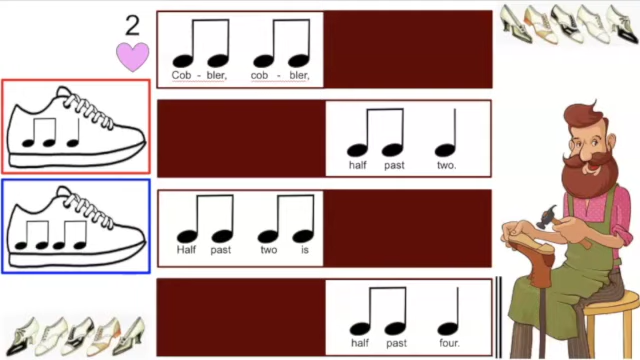 2
Cob - bler, cob - bler,
half past two.
Half past two is
half past four.